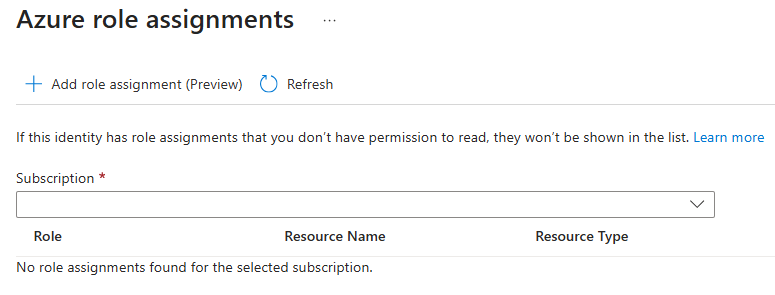 Azure role assignments ...
Add role assignment (Preview) Refresh
If this identity has role assignments that you don't have permission to read, they won't be shown in the list. Learn more
Subscription *
Role Resource Name Resource Type
No role assignments found for the selected subscription.